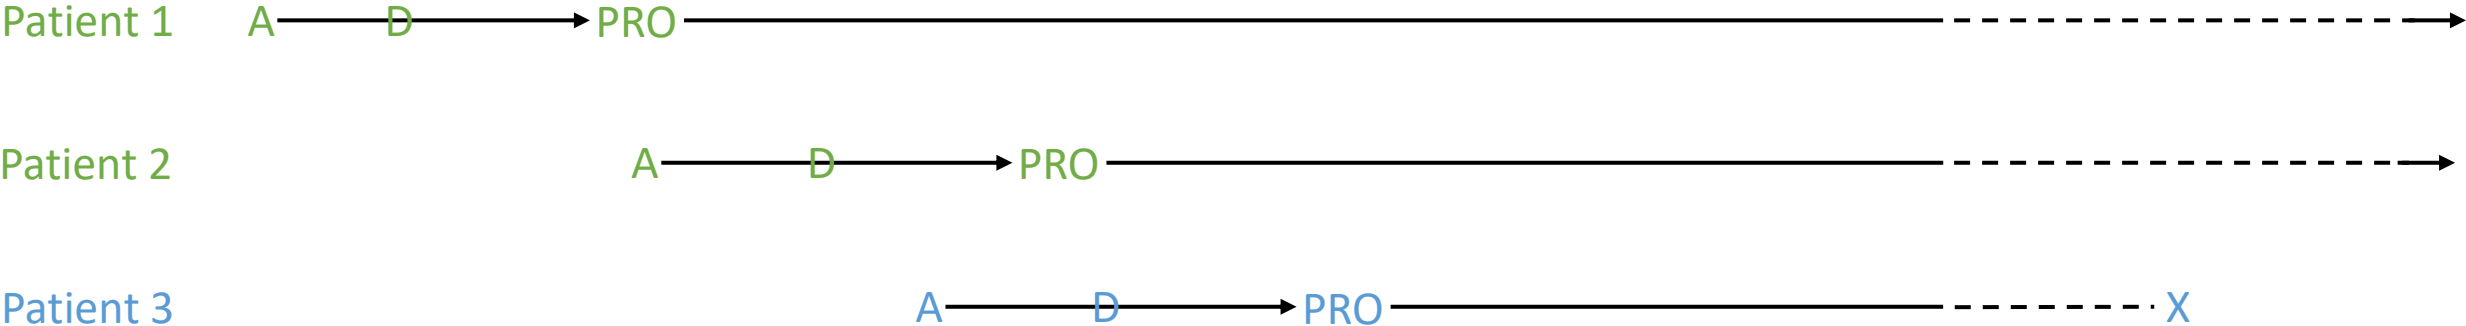 Patient 1 A D PRO
Patient 2 A D PRO
Patient 3 A D PRO X